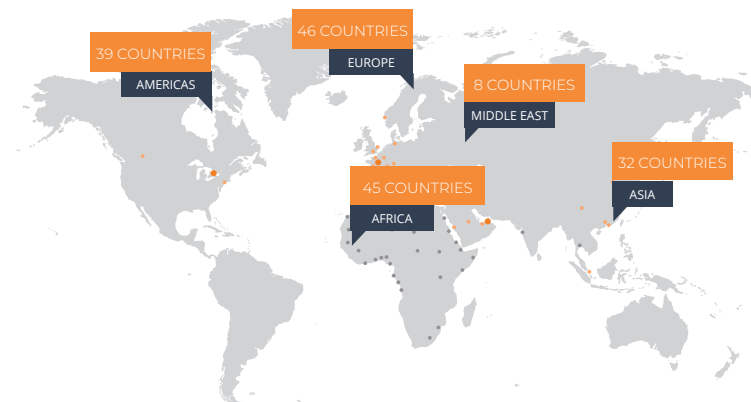 46 COUNTRIES
EUROPE
39 COUNTRIES
AMERICAS
8 COUNTRIES
MIDDLE EAST
32 COUNTRIES
ASIA
45 COUNTRIES
AFRICA